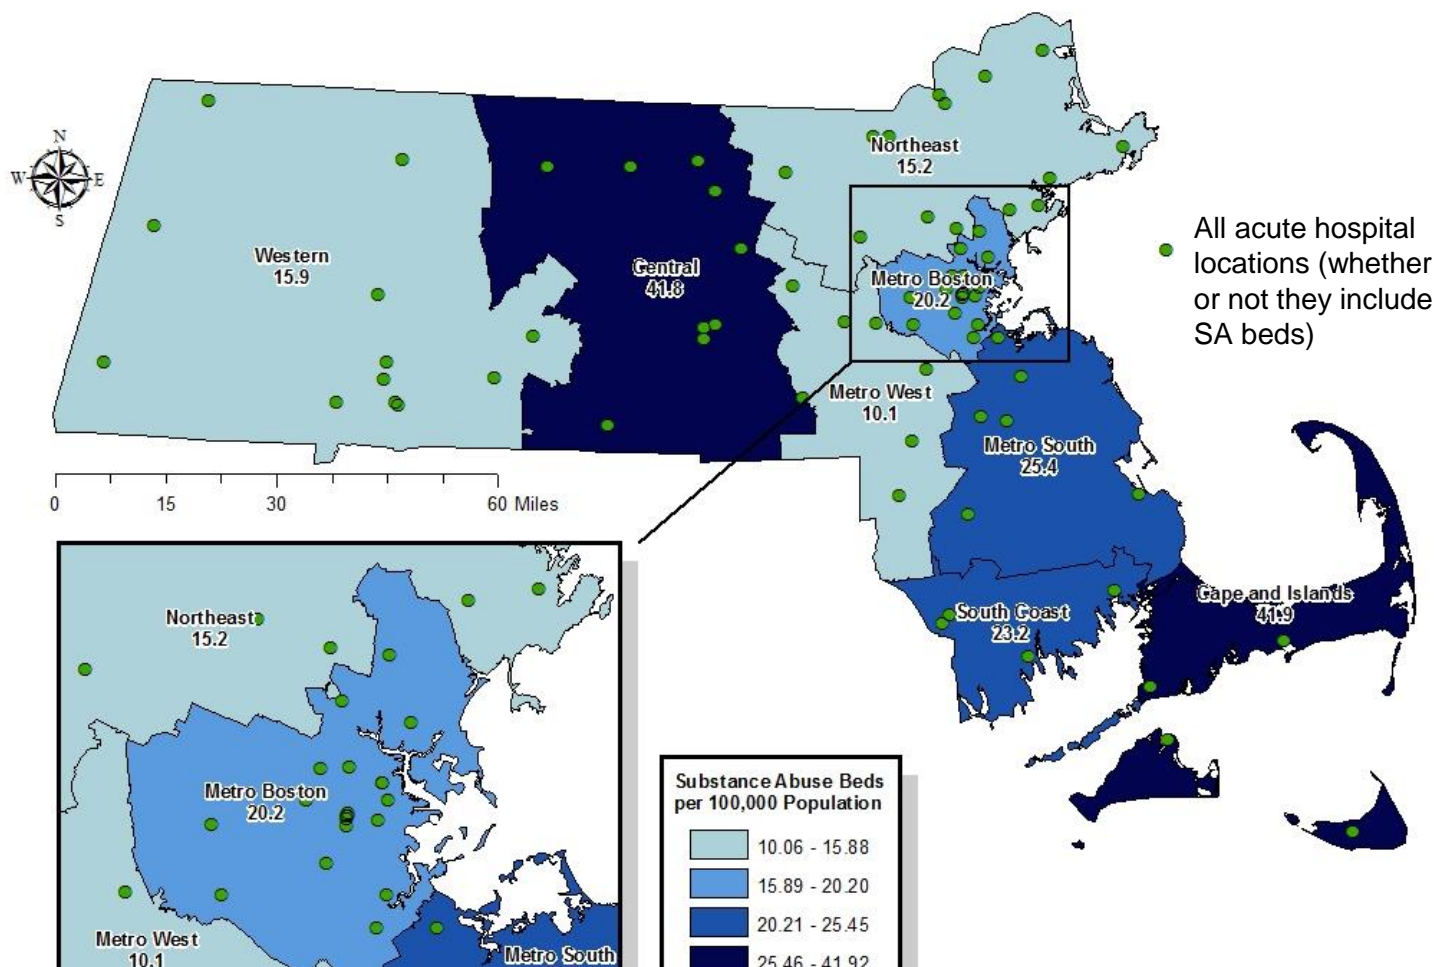 N
W
E
S
Northeast
15.2
Western
15.9
Central
41.8
Metro Boston
20.2
All acute hospital
locations (whether
or not they include
SA beds)
Metro West
10.1
Metro South
25.4
0 15 30 60 Miles
Cape and Islands
41.9
South Coast
23.2
Northeast
15.2
Metro Boston
20.2
Metro West
10.1
Metro South
Substance Abuse Beds
per 100,000 Population
10.06 - 15.88
15.89 - 20.20
20.21 - 25.45
25.46 - 41.92